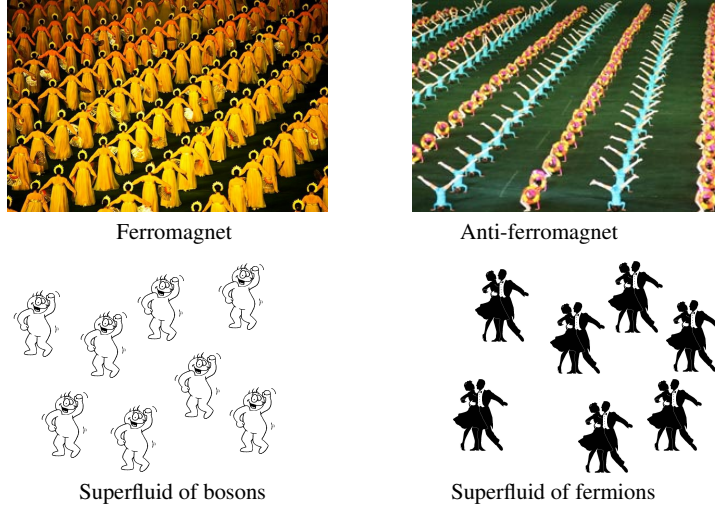 Ferromagnet
Anti-ferromagnet
Superfluid of bosons
Superfluid of fermions